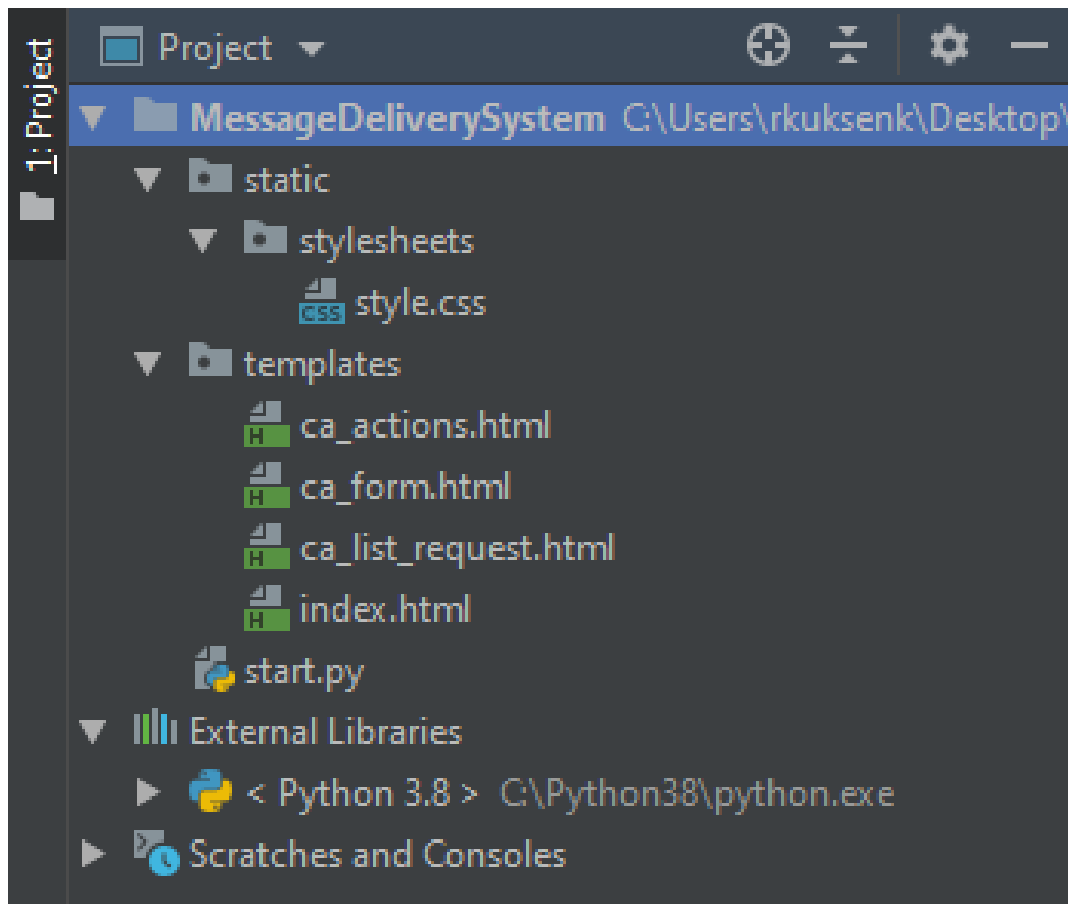 1: Project
Project
MessageDeliverySystem C:\Users\rkuksenk\Desktop\
static
stylesheets
CSS style.css
templates
H ca_actions.html
H ca_form.html
H ca_list_request.html
H index.html
start.py
External Libraries
< Python 3.8 > C:\Python38\python.exe
Scratches and Consoles